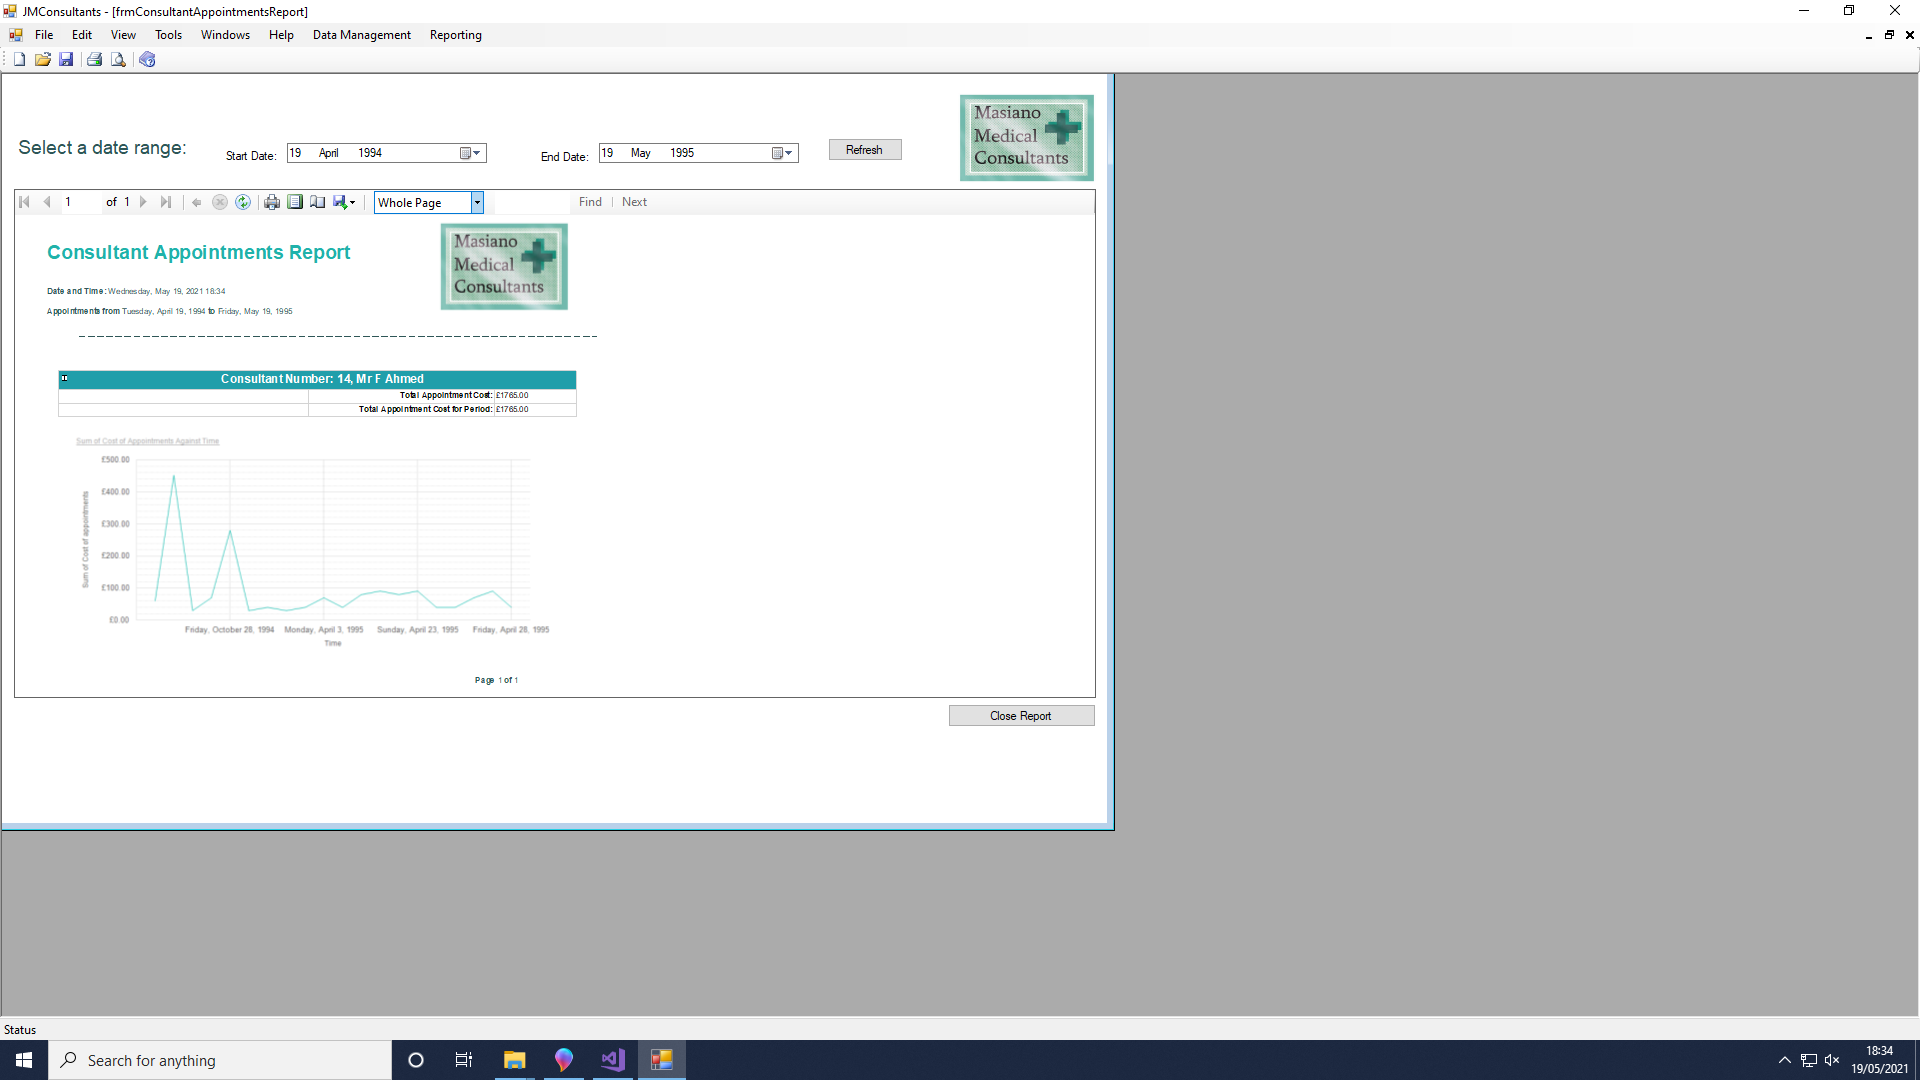 JMConsultants - [frmConsultantAppointmentsReport]
File Edit View Tools Windows Help Data Management Reporting
Masiano
Medical
Consultants
Select a date range:
Start Date: 19 April 1994
End Date: 19 May 1995
Refresh
1 of 1
Whole Page
Find | Next
Consultant Appointments Report
Masiano
Medical
Consultants
Date and Time: Wednesday, May 19, 2021 18:34
Appointments from Tuesday, April 19, 1994 to Friday, May 19, 1995
Consultant Number: 14, Mr F Ahmed
Total Appointment Cost: £1765.00
Total Appointment Cost for Period: £1765.00
Sum of Cost of Appointments Against Time
£500.00
£400.00
£300.00
£200.00
£100.00
£0.00
Sum of Cost of appointments
Friday, October 28, 1994 Monday, April 3, 1995 Sunday, April 23, 1995 Friday, April 28, 1995
Time
Page 1 of 1
Close Report
Status
Search for anything
18:34
19/05/2021